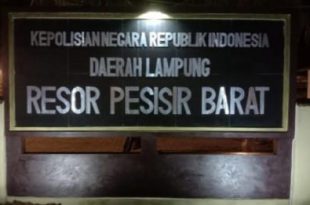 KEPOLISIAN NEGARA REPUBLIK INDONESIA
DAERAH LAMPUNG
RESOR PESISIR BARAT